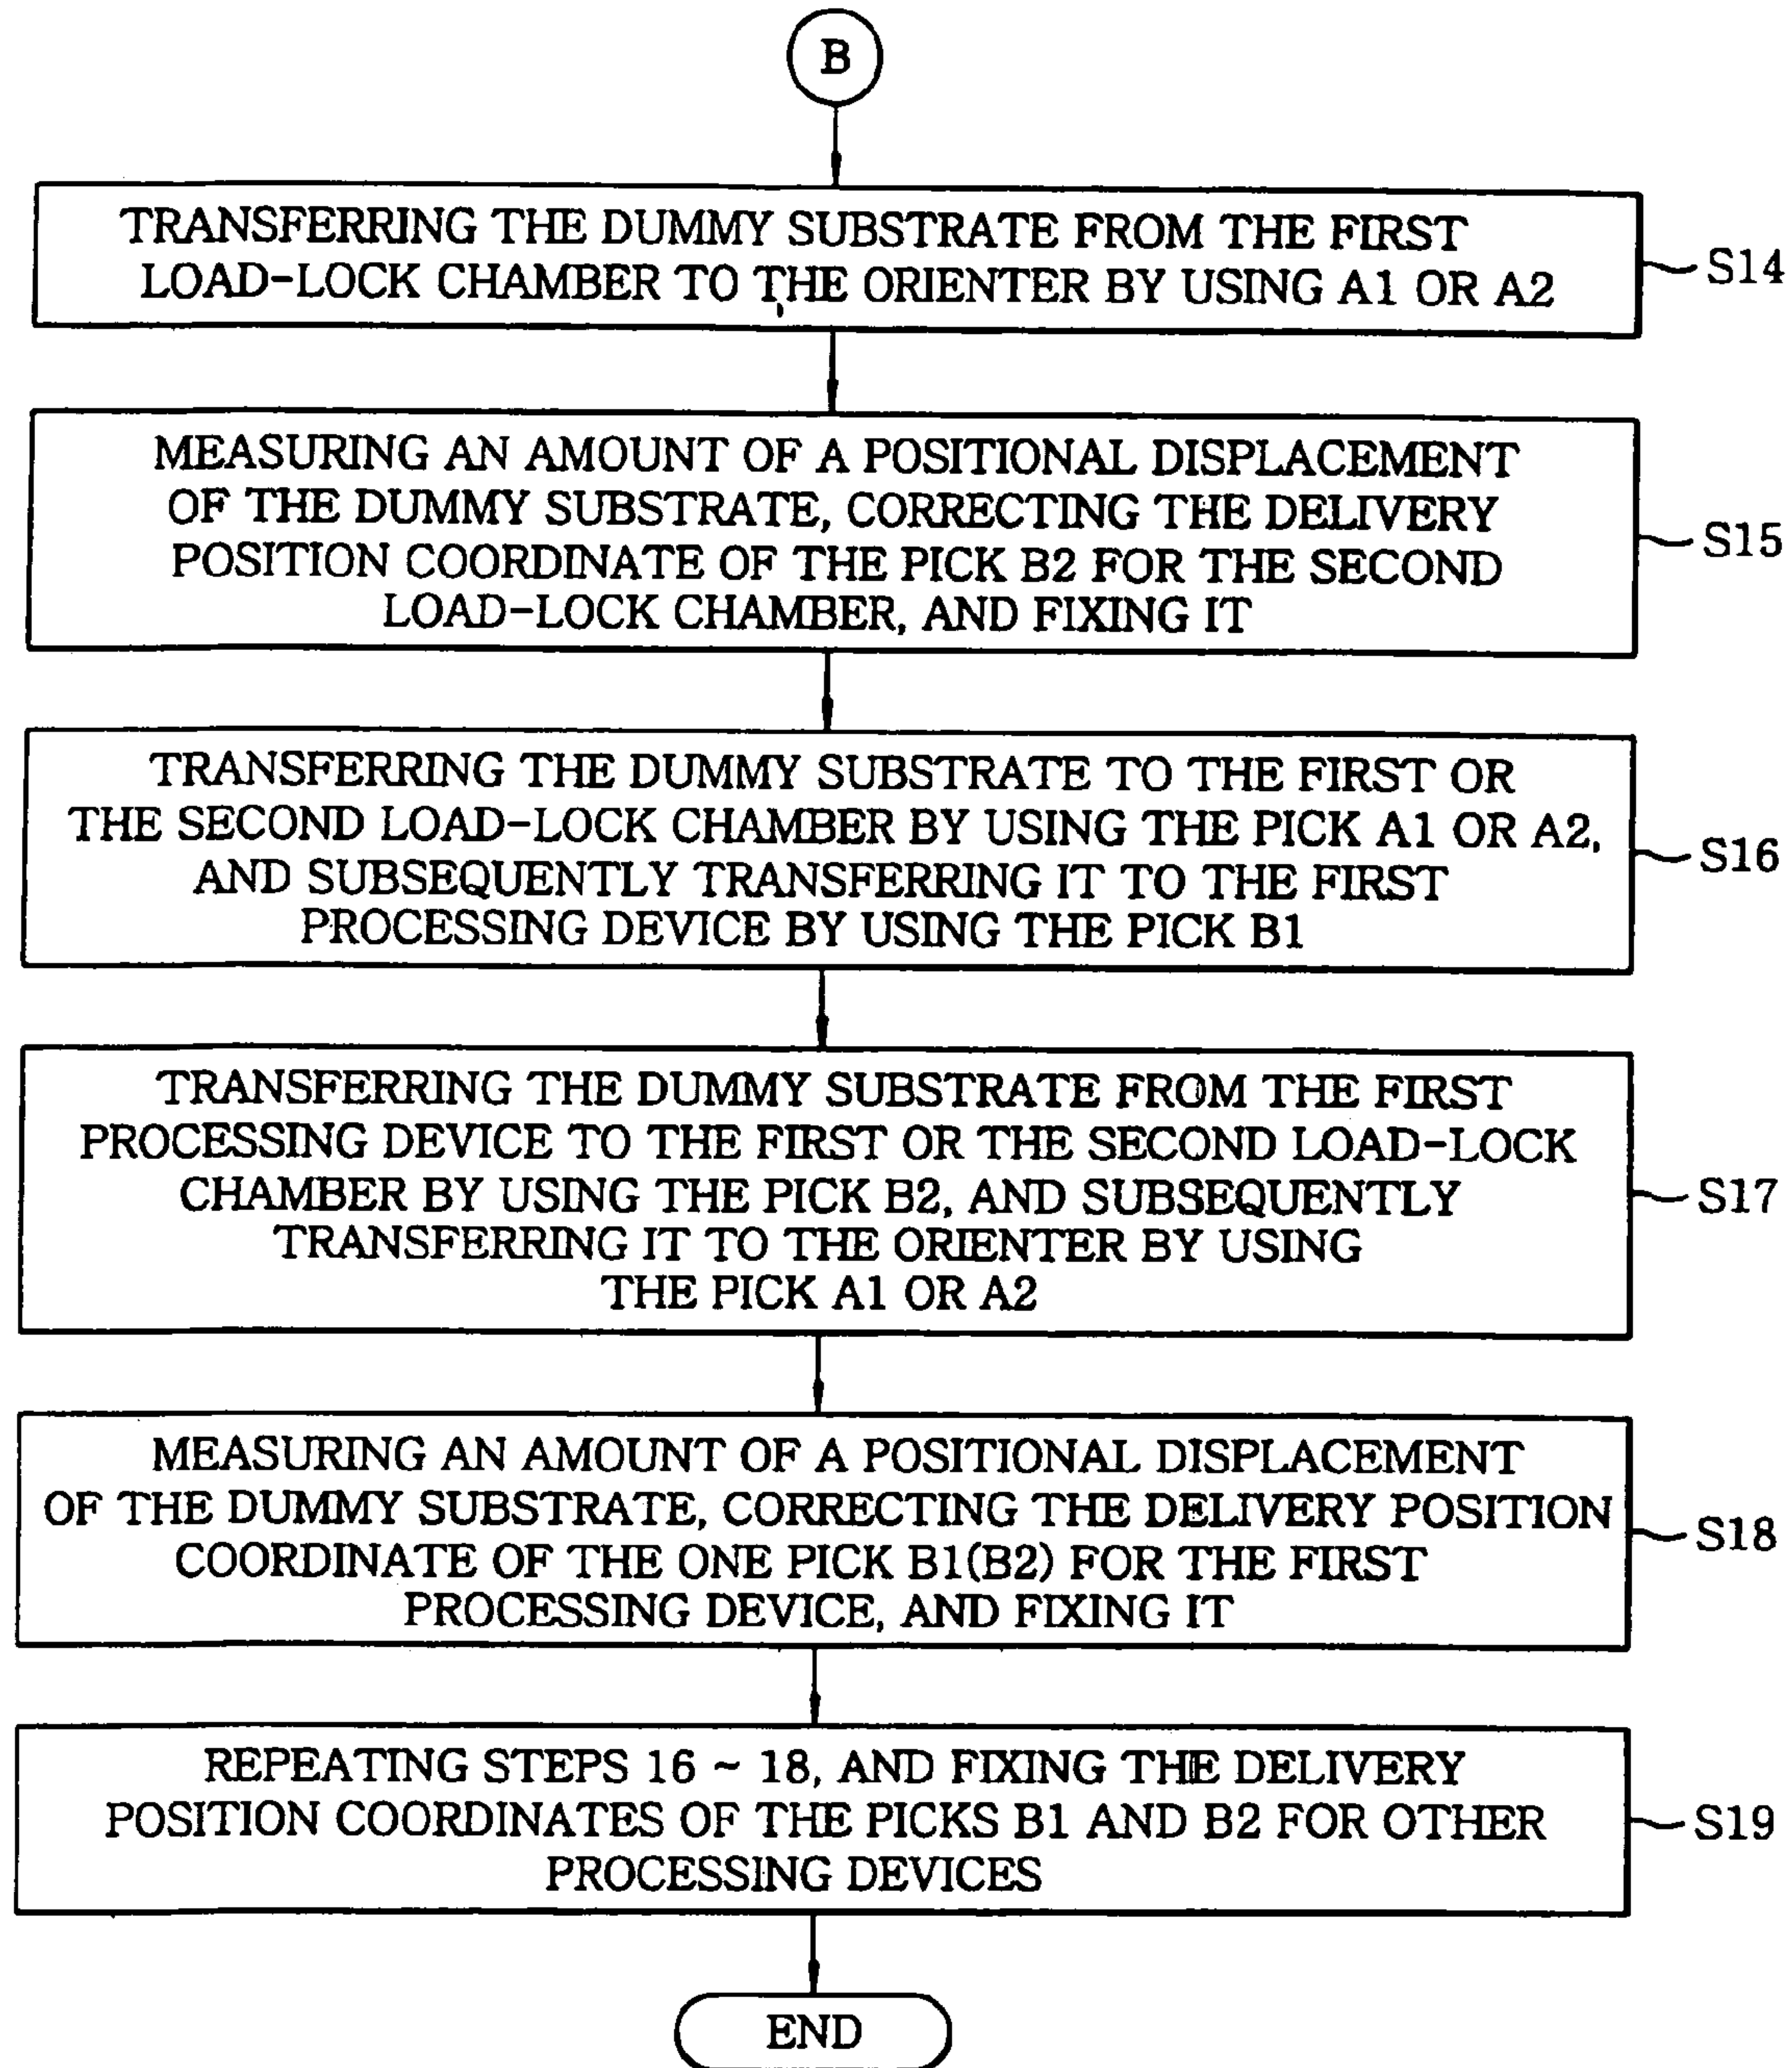 B
TRANSFERRING THE DUMMY SUBSTRATE FROM THE FIRST
LOAD-LOCK CHAMBER TO THE ORIENTER BY USING A1 OR A2
S14
MEASURING AN AMOUNT OF A POSITIONAL DISPLACEMENT
OF THE DUMMY SUBSTRATE, CORRECTING THE DELIVERY
POSITION COORDINATE OF THE PICK B2 FOR THE SECOND
LOAD-LOCK CHAMBER, AND FIXING IT
S15
TRANSFERRING THE DUMMY SUBSTRATE TO THE FIRST OR
THE SECOND LOAD-LOCK CHAMBER BY USING THE PICK A1 OR A2,
AND SUBSEQUENTLY TRANSFERRING IT TO THE FIRST
PROCESSING DEVICE BY USING THE PICK B1
S16
TRANSFERRING THE DUMMY SUBSTRATE FROM THE FIRST
PROCESSING DEVICE TO THE FIRST OR THE SECOND LOAD-LOCK
CHAMBER BY USING THE PICK B2, AND SUBSEQUENTLY
TRANSFERRING IT TO THE ORIENTER BY USING
THE PICK A1 OR A2
S17
MEASURING AN AMOUNT OF A POSITIONAL DISPLACEMENT
OF THE DUMMY SUBSTRATE, CORRECTING THE DELIVERY POSITION
COORDINATE OF THE ONE PICK B1(B2) FOR THE FIRST
PROCESSING DEVICE, AND FIXING IT
S18
REPEATING STEPS 16 ~ 18, AND FIXING THE DELIVERY
POSITION COORDINATES OF THE PICKS B1 AND B2 FOR OTHER
PROCESSING DEVICES
S19
END